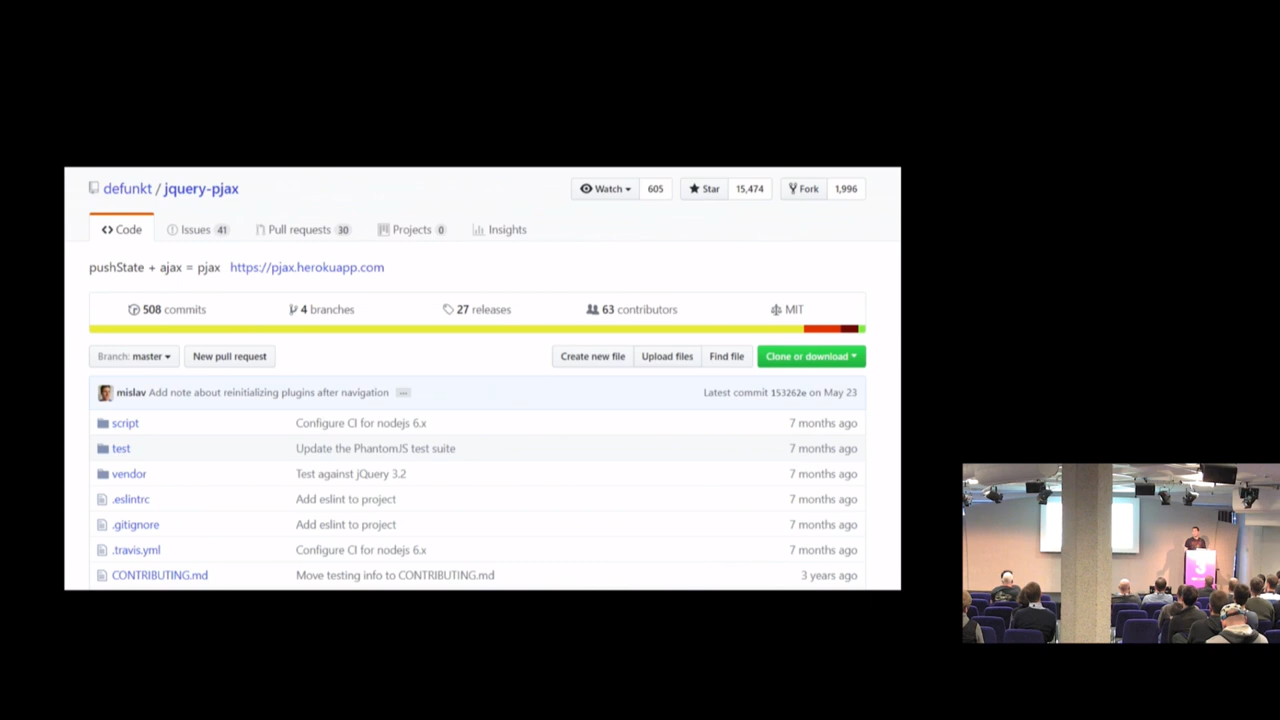 defunkt / jquery-pjax
Watch 605 Star 15,474 Fork 1,996
Code Issues 41 Pull requests 30 Projects 0 Insights
pushState + ajax = pjax https://pjax.herokuapp.com
508 commits 4 branches 27 releases 63 contributors MIT
Branch: master New pull request Create new file Upload files Find file Clone or download
mislav Add note about reinitializing plugins after navigation ... Latest commit 153262e on May 23
script Configure CI for nodejs 6.x 7 months ago
test Update the PhantomJS test suite 7 months ago
vendor Test against jQuery 3.2 7 months ago
.eslintrc Add eslint to project 7 months ago
.gitignore Add eslint to project 7 months ago
.travis.yml Configure CI for nodejs 6.x 7 months ago
CONTRIBUTING.md Move testing info to CONTRIBUTING.md 3 years ago
3